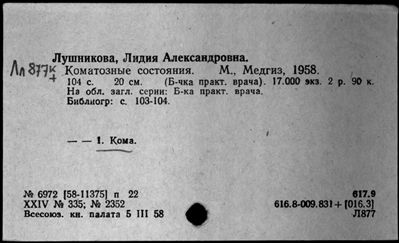 Лушникова, Лидия Александровна.
Лл877к
Коматозные состояния. М., Медгиз, 1958.
104 с. 20 см. (Б-чка практ. врача). 17.000 экз. 2 р. 90 к.
На обл. загл. серии: Б-ка практ. врача.
Библиогр: с. 103-104.
— — 1. Кома.
№ 6972 [58-11375] п 22 617.9
XXIV № 335; № 2352 616.8-009.831+[016.3]
Всесоюз. кн. палата 5 III 58 Л877